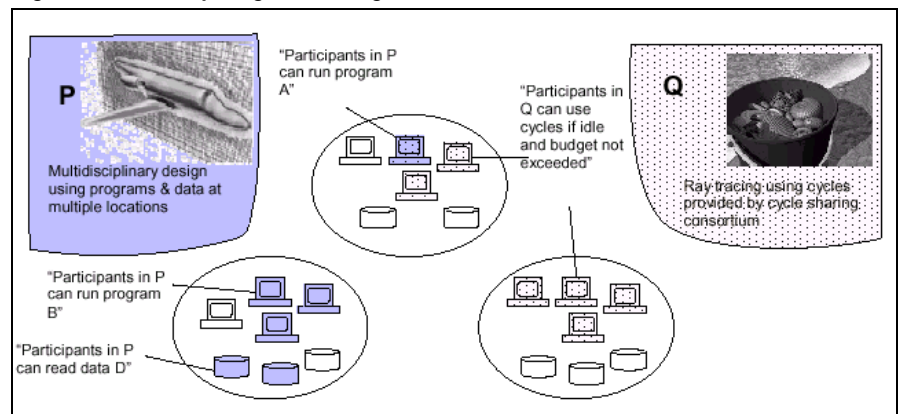 P
Multidisciplinary design
using programs & data at
multiple locations
“Participants in P
can run program
A”
“Participants in
Q can use
cycles if idle
and budget not
exceeded”
Q
Ray tracing using cycles
provided by cycle sharing
consortium
“Participants in P
can run program
B”
“Participants in P
can read data D”